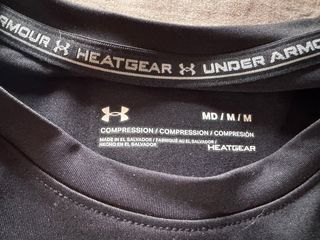 ARMOUR HEATGEAR UNDER ARMOUR
MD / M / M
COMPRESSION / COMPRESSION / COMPRESIÓN
MADE IN EL SALVADOR / FABRIQUÉ AU EL SALVADOR /
HECHO EN EL SALVADOR
HEATGEAR